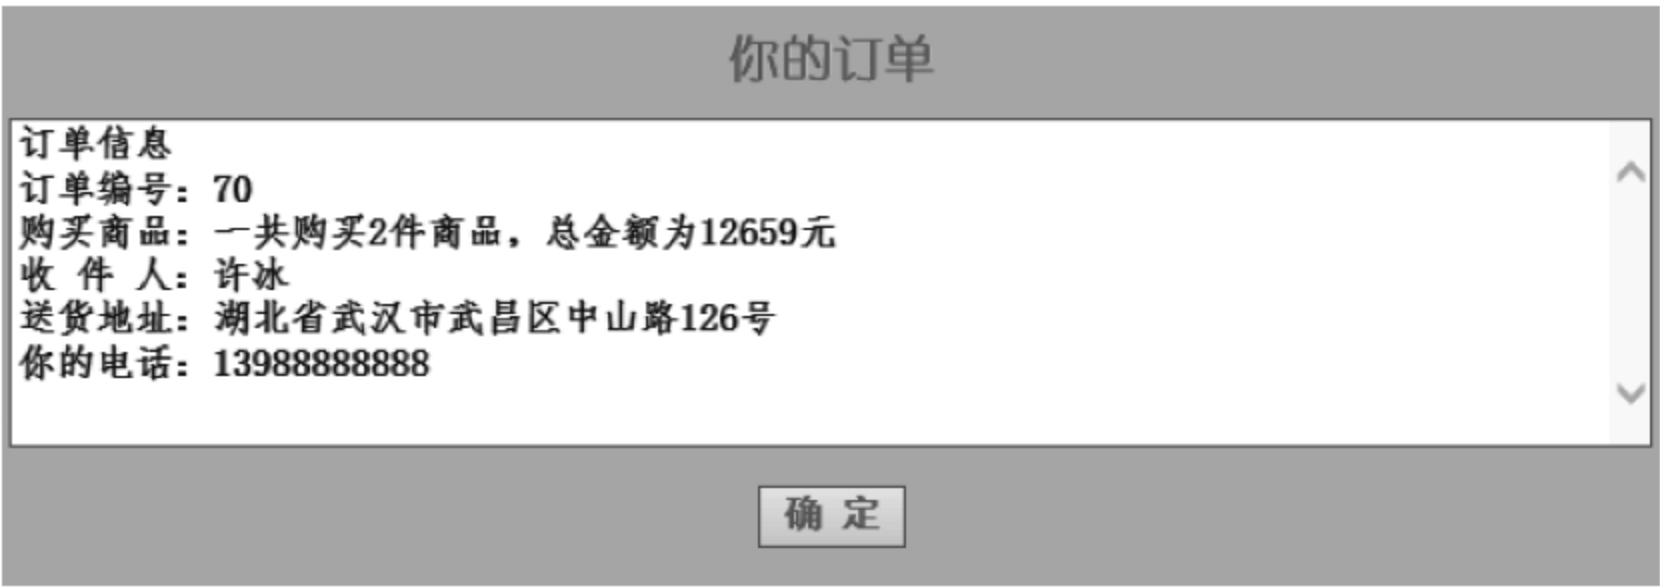 你的订单
订单信息
订单编号：70
购买商品：一共购买2件商品，总金额为12659元
收 件 人：许冰
送货地址：湖北省武汉市武昌区中山路126号
你的电话：13988888888
确 定